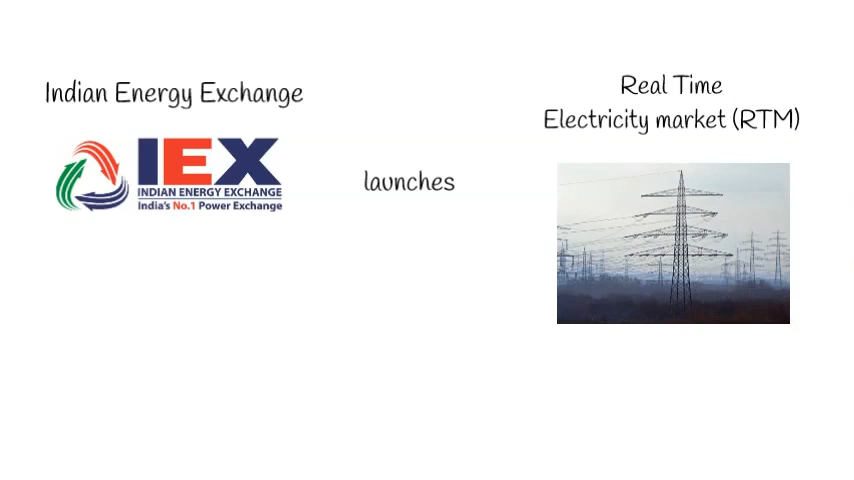 Indian Energy Exchange
IEX
INDIAN ENERGY EXCHANGE
India's No.1 Power Exchange
launches
Real Time
Electricity market (RTM)